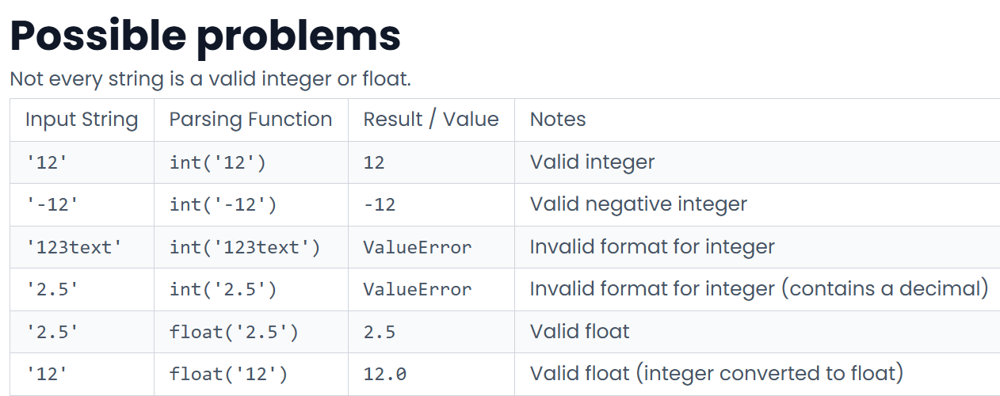 Possible problems
Not every string is a valid integer or float.
Input String Parsing Function Result / Value Notes
'12' int('12') 12 Valid integer
'-12' int('-12') -12 Valid negative integer
'123text' int('123text') ValueError Invalid format for integer
'2.5' int('2.5') ValueError Invalid format for integer (contains a decimal)
'2.5' float('2.5') 2.5 Valid float
'12' float('12') 12.0 Valid float (integer converted to float)